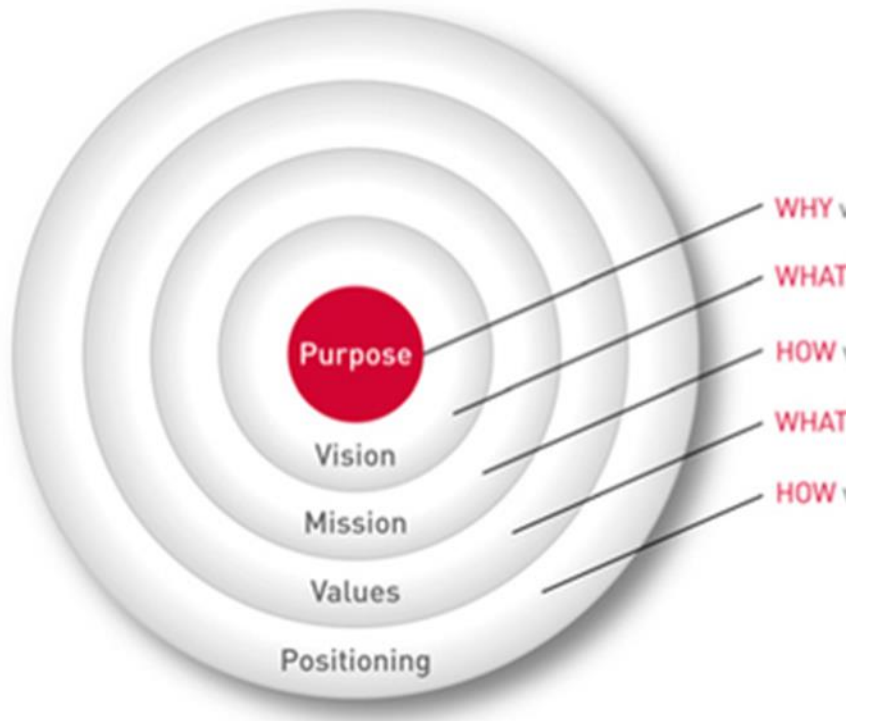 WHY
WHAT
HOW
WHAT
HOW
Purpose
Vision
Mission
Values
Positioning